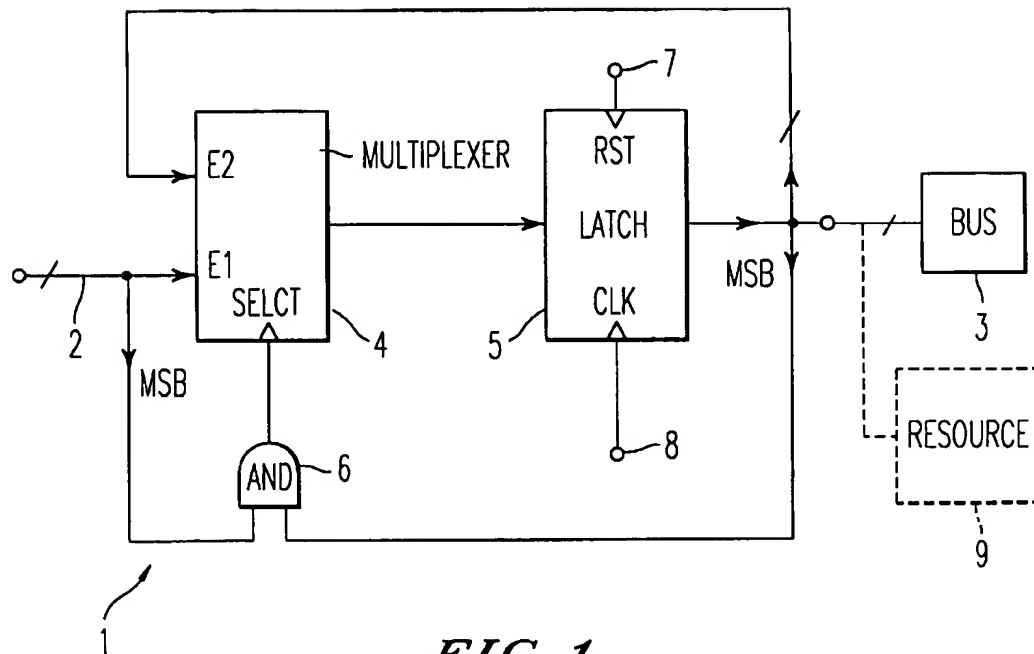 7
E2
MULTIPLEXER
RST
LATCH
BUS
E1
MSB
SELCT
CLK
2
4
5
3
MSB
8
RESOURCE
AND
6
9
1
FIG. 1